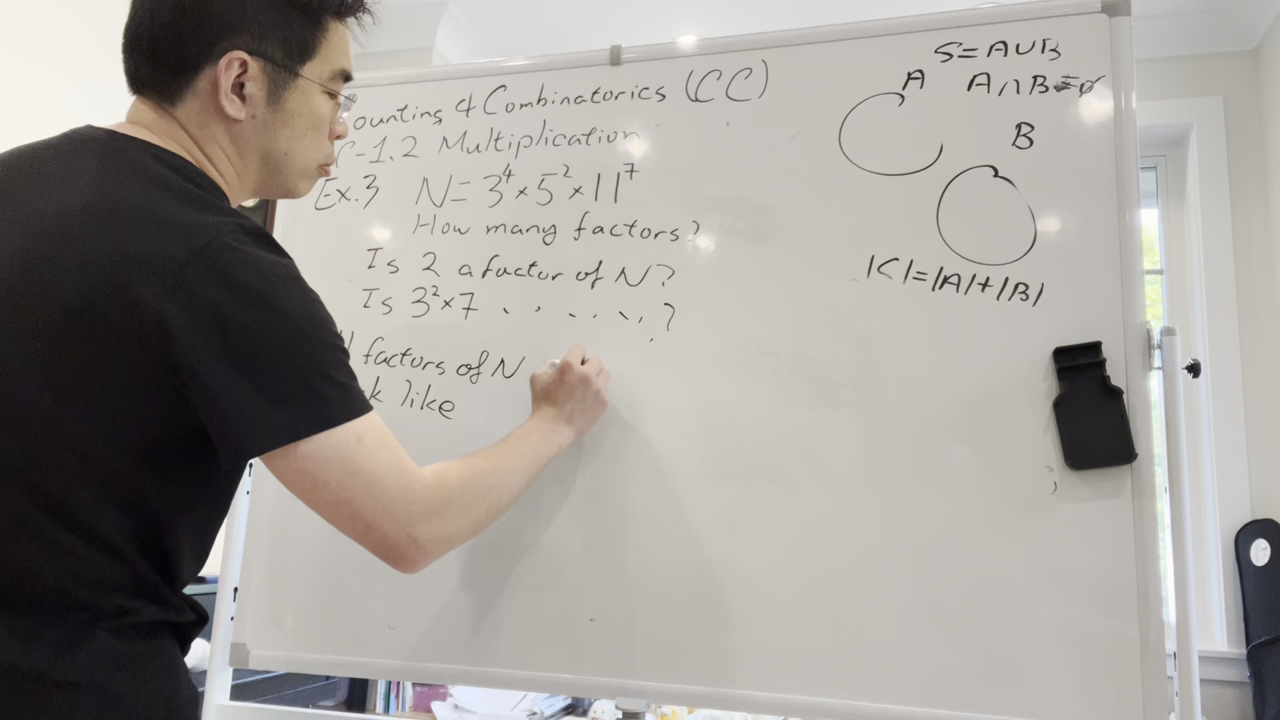 ounting & Combinatorics (CC)
C-1.2 Multiplication
Ex.3 N=3⁴×5²×11⁷
How many factors?
Is 2 a factor of N?
Is 3²×7 . . . . . . ?
factors of N
k like
S=A∪B
A A∩B=∅
B
|S|=|A|+|B|